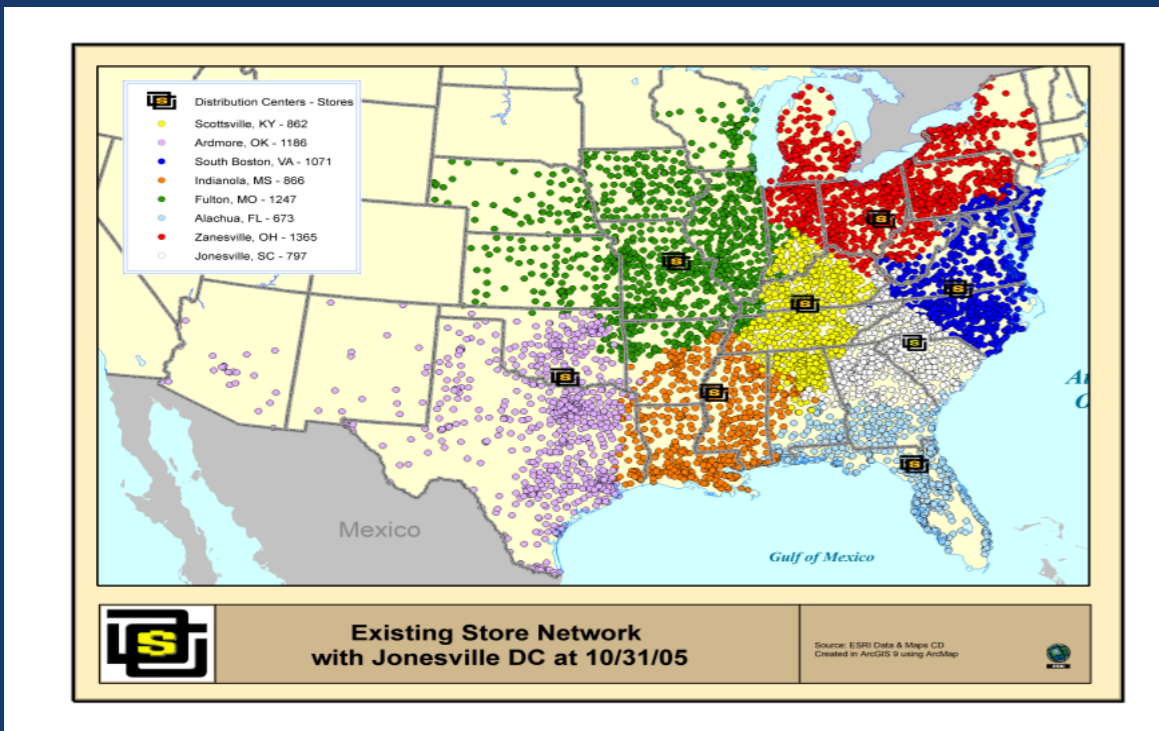 Distribution Centers - Stores
Scottsville, KY - 862
Ardmore, OK - 1186
South Boston, VA - 1071
Indianola, MS - 866
Fulton, MO - 1247
Alachua, FL - 673
Zanesville, OH - 1365
Jonesville, SC - 797
Mexico
Gulf of Mexico
Existing Store Network
with Jonesville DC at 10/31/05
Source: ESRI Data & Maps CD
Created in ArcGIS 9 using ArcMap